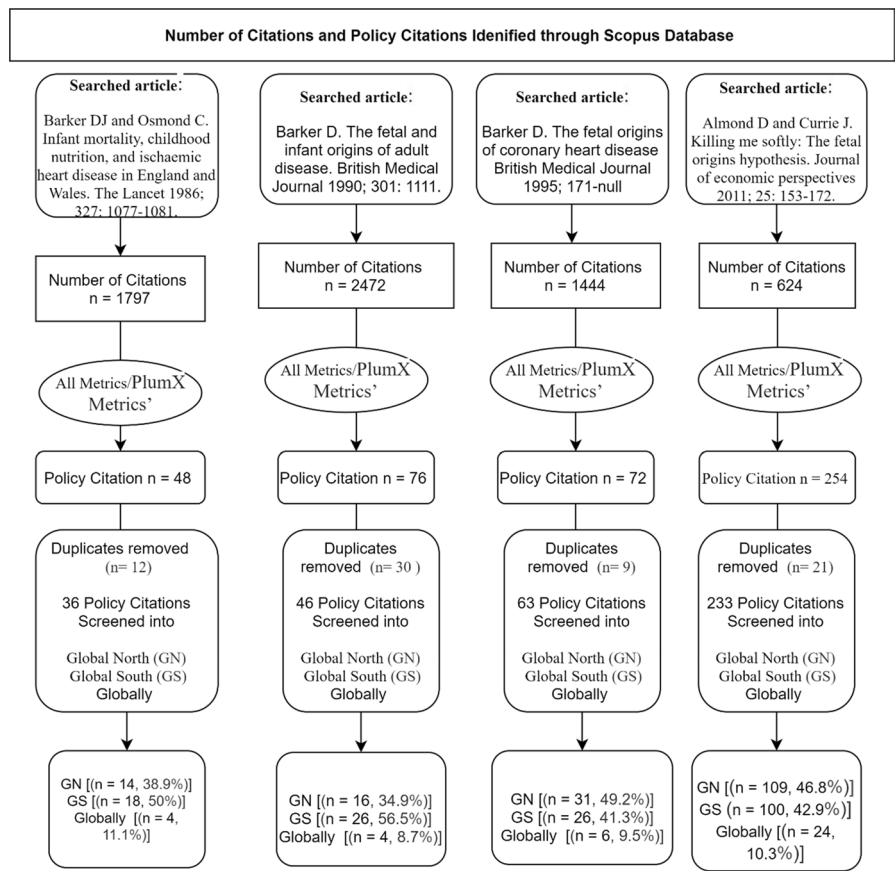 Number of Citations and Policy Citations Idenified through Scopus Database
Searched article:
Barker DJ and Osmond C.
Infant mortality, childhood
nutrition, and ischaemic
heart disease in England and
Wales. The Lancet 1986;
327: 1077-1081.
Number of Citations
n = 1797
All Metrics/PlumX
Metrics’
Policy Citation n = 48
Duplicates removed
(n= 12)
36 Policy Citations
Screened into
Global North (GN)
Global South (GS)
Globally
GN [(n = 14, 38.9%)]
GS [(n = 18, 50%)]
Globally [(n = 4,
11.1%)]
Searched article:
Barker D. The fetal and
infant origins of adult
disease. British Medical
Journal 1990; 301: 1111.
Number of Citations
n = 2472
All Metrics/PlumX
Metrics’
Policy Citation n = 76
Duplicates
removed (n= 30 )
46 Policy Citations
Screened into
Global North (GN)
Global South (GS)
Globally
GN [(n = 16, 34.9%)]
GS [(n = 26, 56.5%)]
Globally [(n = 4, 8.7%)]
Searched article:
Barker D. The fetal origins
of coronary heart disease
British Medical Journal
1995; 171-null
Number of Citations
n = 1444
All Metrics/PlumX
Metrics’
Policy Citation n = 72
Duplicates
removed (n= 9)
63 Policy Citations
Screened into
Global North (GN)
Global South (GS)
Globally
GN [(n = 31, 49.2%)]
GS [(n = 26, 41.3%)]
Globally [(n = 6, 9.5%)]
Searched article:
Almond D and Currie J.
Killing me softly: The fetal
origins hypothesis. Journal
of economic perspectives
2011; 25: 153-172.
Number of Citations
n = 624
All Metrics/PlumX
Metrics’
Policy Citation n = 254
Duplicates
removed (n= 21)
233 Policy Citations
Screened into
Global North (GN)
Global South (GS)
Globally
GN [(n = 109, 46.8%)]
GS (n = 100, 42.9%]
Globally [(n = 24,
10.3%)]